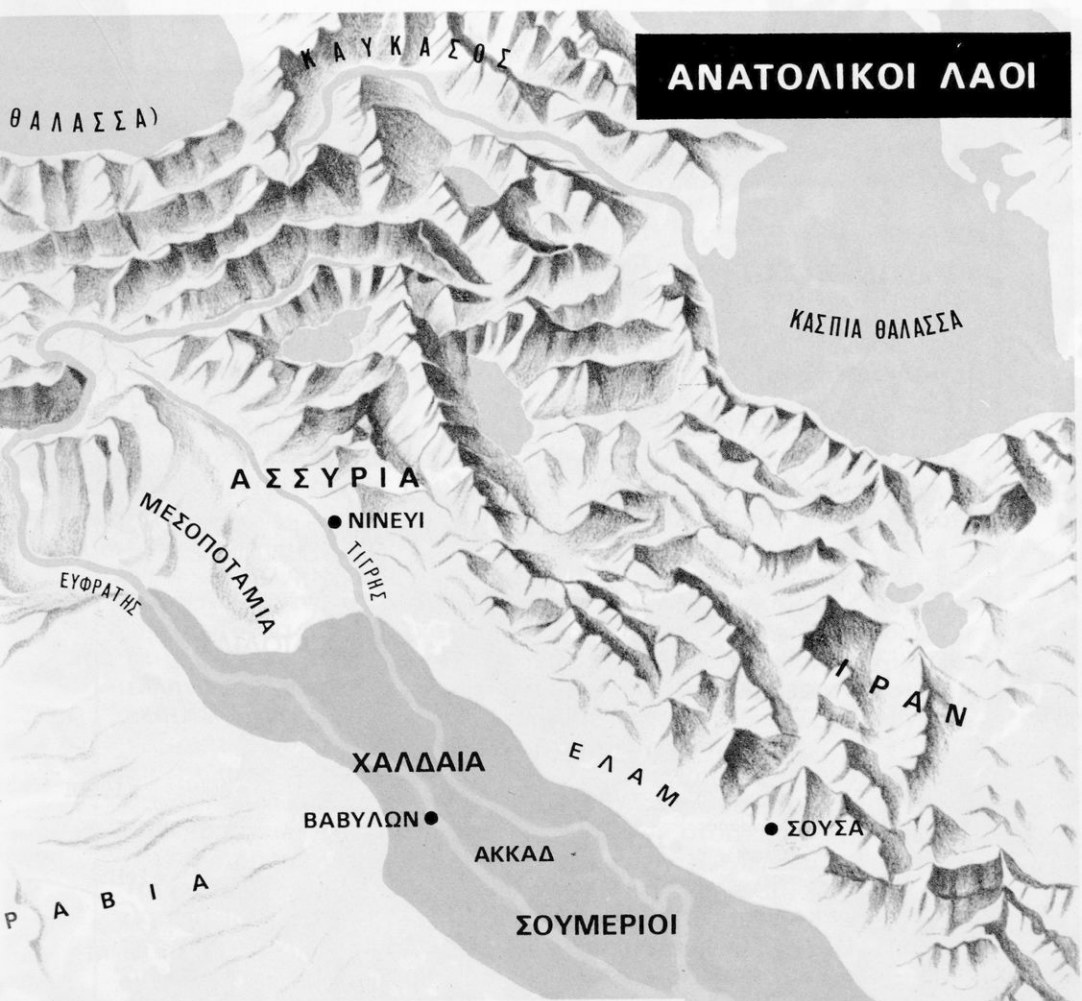 ΚΑΥΚΑΣΟΣ
ΑΝΑΤΟΛΙΚΟΙ ΛΑΟΙ
ΘΑΛΑΣΣΑ)
ΚΑΣΠΙΑ ΘΑΛΑΣΣΑ
ΑΣΣΥΡΙΑ
ΝΙΝΕΥΙ
ΜΕΣΟΠΟΤΑΜΙΑ
ΤΙΓΡΗΣ
ΕΥΦΡΑΤΗΣ
ΙΡΑΝ
ΧΑΛΔΑΙΑ
ΕΛΑΜ
ΒΑΒΥΛΩΝ
ΣΟΥΣΑ
ΑΚΚΑΔ
ΡΑΒΙΑ
ΣΟΥΜΕΡΙΟΙ